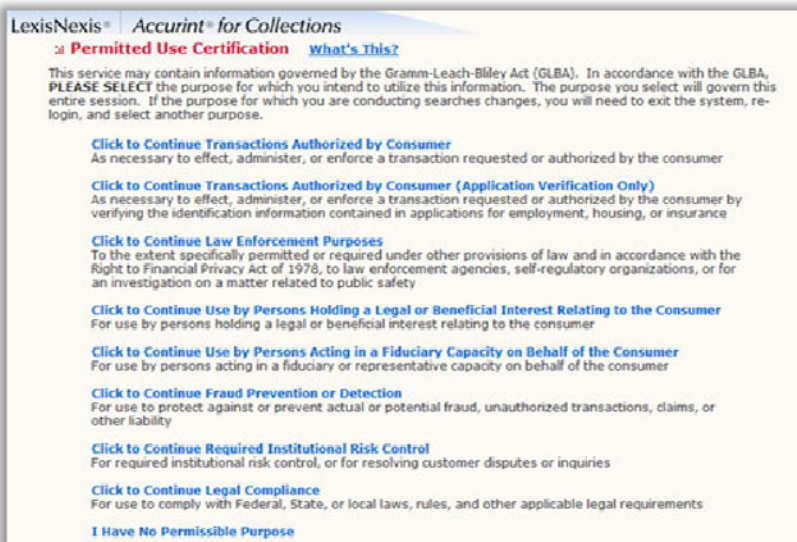 LexisNexis® Accurint® for Collections
Permitted Use Certification What's This?
This service may contain information governed by the Gramm-Leach-Bliley Act (GLBA). In accordance with the GLBA,
PLEASE SELECT the purpose for which you intend to utilize this information. The purpose you select will govern this
entire session. If the purpose for which you are conducting searches changes, you will need to exit the system, re-
login, and select another purpose.
Click to Continue Transactions Authorized by Consumer
As necessary to effect, administer, or enforce a transaction requested or authorized by the consumer
Click to Continue Transactions Authorized by Consumer (Application Verification Only)
As necessary to effect, administer, or enforce a transaction requested or authorized by the consumer by
verifying the identification information contained in applications for employment, housing, or insurance
Click to Continue Law Enforcement Purposes
To the extent specifically permitted or required under other provisions of law and in accordance with the
Right to Financial Privacy Act of 1978, to law enforcement agencies, self-regulatory organizations, or for
an investigation on a matter related to public safety
Click to Continue Use by Persons Holding a Legal or Beneficial Interest Relating to the Consumer
For use by persons holding a legal or beneficial interest relating to the consumer
Click to Continue Use by Persons Acting in a Fiduciary Capacity on Behalf of the Consumer
For use by persons acting in a fiduciary or representative capacity on behalf of the consumer
Click to Continue Fraud Prevention or Detection
For use to protect against or prevent actual or potential fraud, unauthorized transactions, claims, or
other liability
Click to Continue Required Institutional Risk Control
For required institutional risk control, or for resolving customer disputes or inquiries
Click to Continue Legal Compliance
For use to comply with Federal, State, or local laws, rules, and other applicable legal requirements
I Have No Permissible Purpose